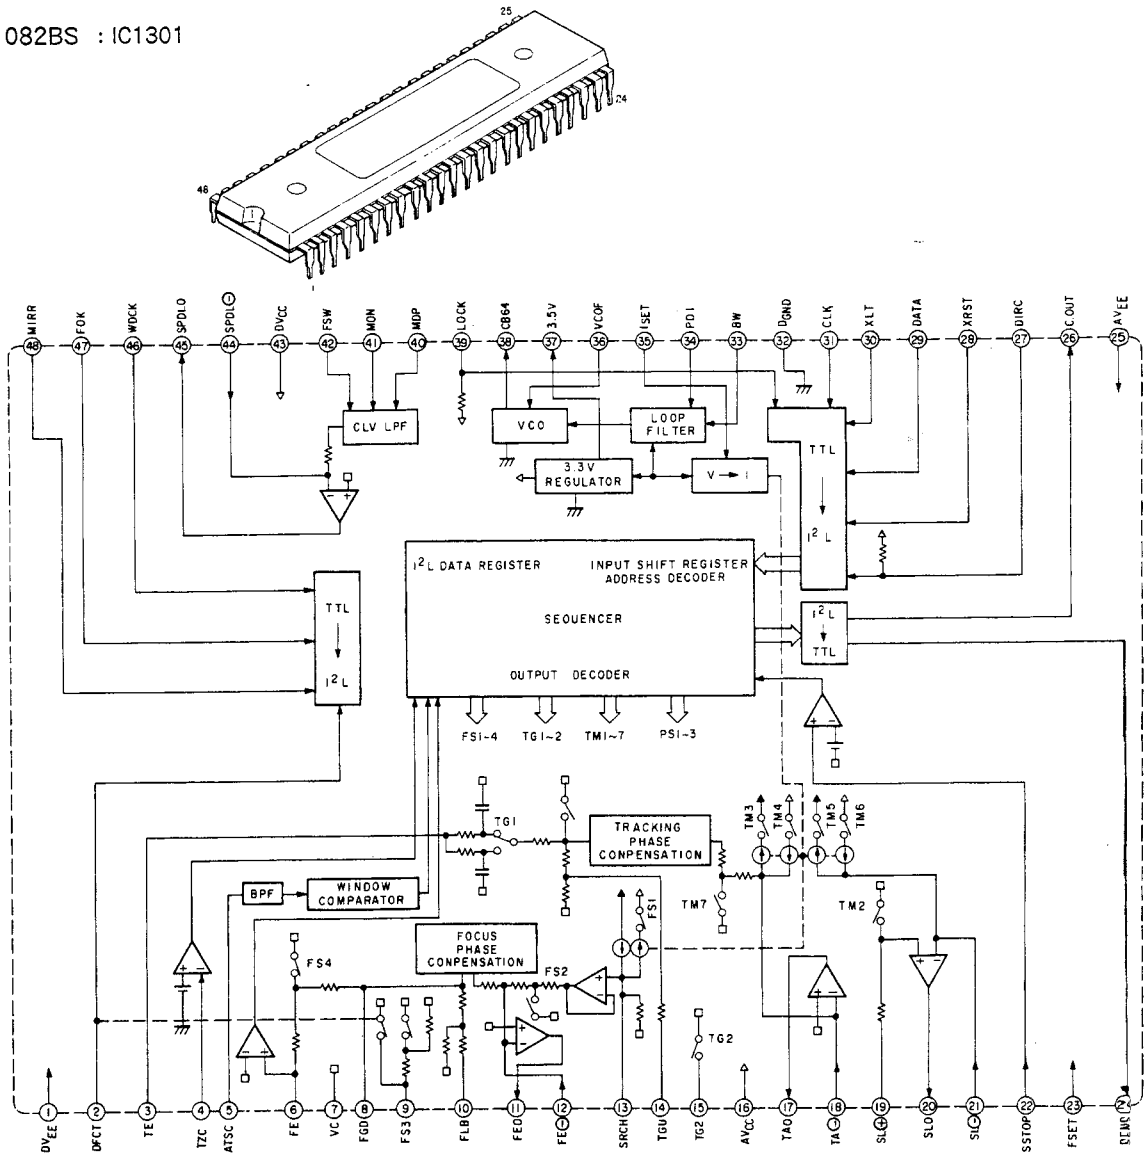 082BS : IC1301
25
24
48
MIRR
FOK
WDCK
SPDLO
SPDL⊖
DVCC
FSW
MON
MDP
LOCK
CB64
3.5V
VCOF
ISET
PDI
BW
DGND
CLK
XLT
DATA
XRST
DIRC
C.OUT
AVEE
48
47
46
45
44
43
42
41
40
39
38
37
36
35
34
33
32
31
30
29
28
27
26
25
CLV LPF
VCO
LOOP
FILTER
3.3V
REGULATOR
V → I
TTL
↓
I²L
I²L DATA REGISTER
INPUT SHIFT REGISTER
ADDRESS DECODER
SEQUENCER
OUTPUT DECODER
TTL
↓
I²L
I²L
↓
TTL
FS1-4
TG1~2
TM1~7
PS1-3
TG1
TRACKING
PHASE
CONPENSATION
TM3
TM4
TM5
TM6
BPF
WINDOW
COMPARATOR
TM7
TM2
FS1
FOCUS
PHASE
CONPENSATION
FS4
FS2
TG2
1
2
3
4
5
6
7
8
9
10
11
12
13
14
15
16
17
18
19
20
21
22
23
24
DVEE
DFCT
TE
TZC
ATSC
FE
VC
FGD
FS3
FLB
FEO
FE⊖
SRCH
TGU
TG2
AVCC
TAO
TA⊖
SL⊕
SLO
SL⊖
SSTOP
FSET